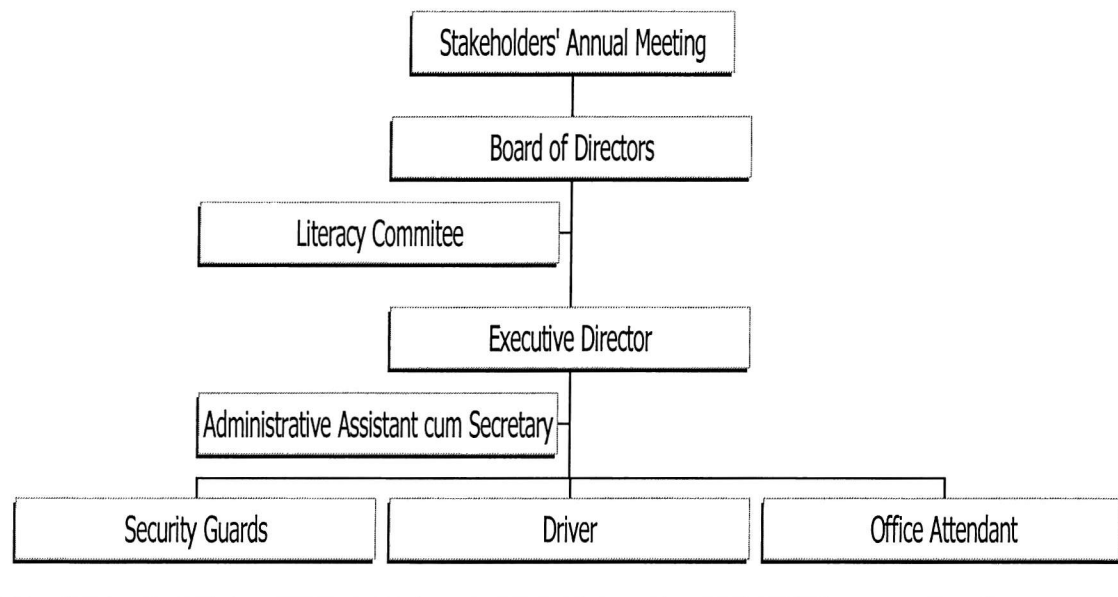 Stakeholders' Annual Meeting
Board of Directors
Literacy Commitee
Executive Director
Administrative Assistant cum Secretary
Security Guards
Driver
Office Attendant